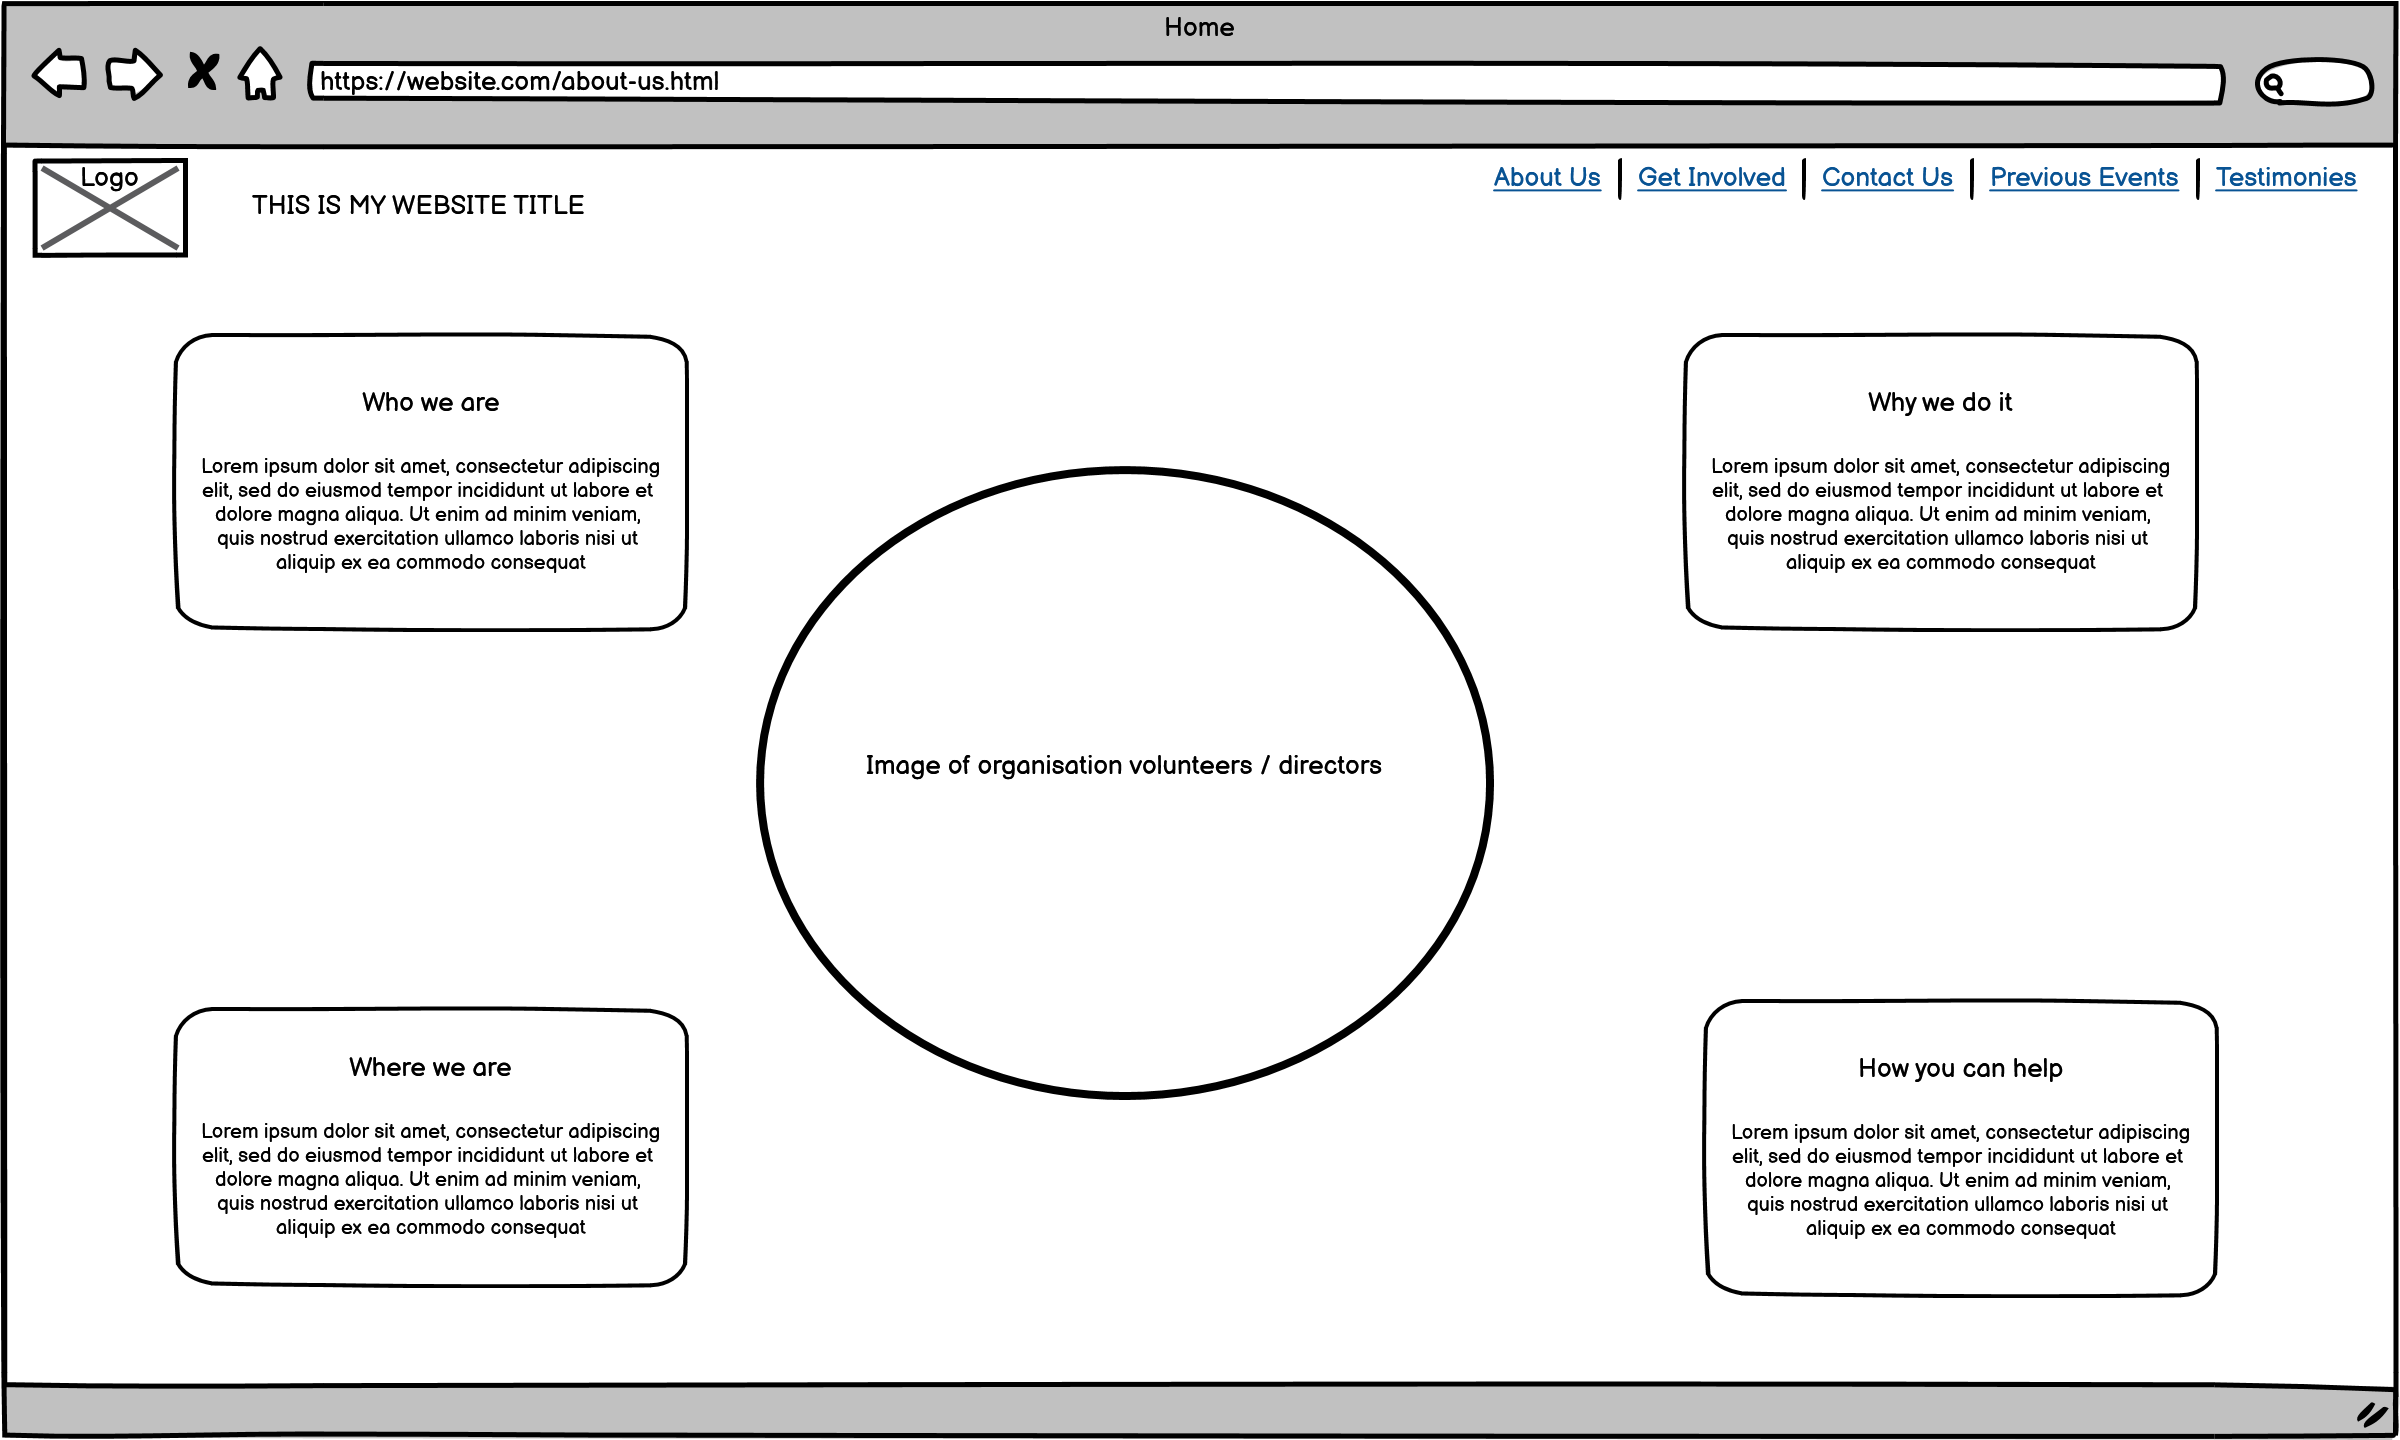 Home
https://website.com/about-us.html
Logo
THIS IS MY WEBSITE TITLE
About Us
Get Involved
Contact Us
Previous Events
Testimonies
Who we are
Lorem ipsum dolor sit amet, consectetur adipiscing
elit, sed do eiusmod tempor incididunt ut labore et
dolore magna aliqua. Ut enim ad minim veniam,
quis nostrud exercitation ullamco laboris nisi ut
aliquip ex ea commodo consequat
Why we do it
Lorem ipsum dolor sit amet, consectetur adipiscing
elit, sed do eiusmod tempor incididunt ut labore et
dolore magna aliqua. Ut enim ad minim veniam,
quis nostrud exercitation ullamco laboris nisi ut
aliquip ex ea commodo consequat
Image of organisation volunteers / directors
Where we are
Lorem ipsum dolor sit amet, consectetur adipiscing
elit, sed do eiusmod tempor incididunt ut labore et
dolore magna aliqua. Ut enim ad minim veniam,
quis nostrud exercitation ullamco laboris nisi ut
aliquip ex ea commodo consequat
How you can help
Lorem ipsum dolor sit amet, consectetur adipiscing
elit, sed do eiusmod tempor incididunt ut labore et
dolore magna aliqua. Ut enim ad minim veniam,
quis nostrud exercitation ullamco laboris nisi ut
aliquip ex ea commodo consequat